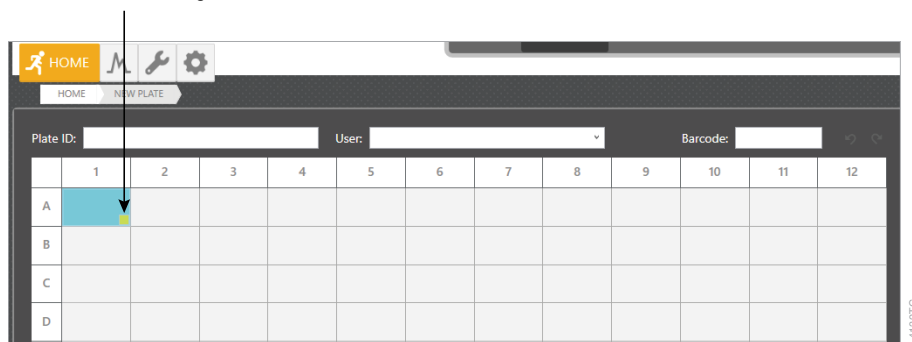 HOME
HOME NEW PLATE
Plate ID: User: Barcode:
1 2 3 4 5 6 7 8 9 10 11 12
A
B
C
D